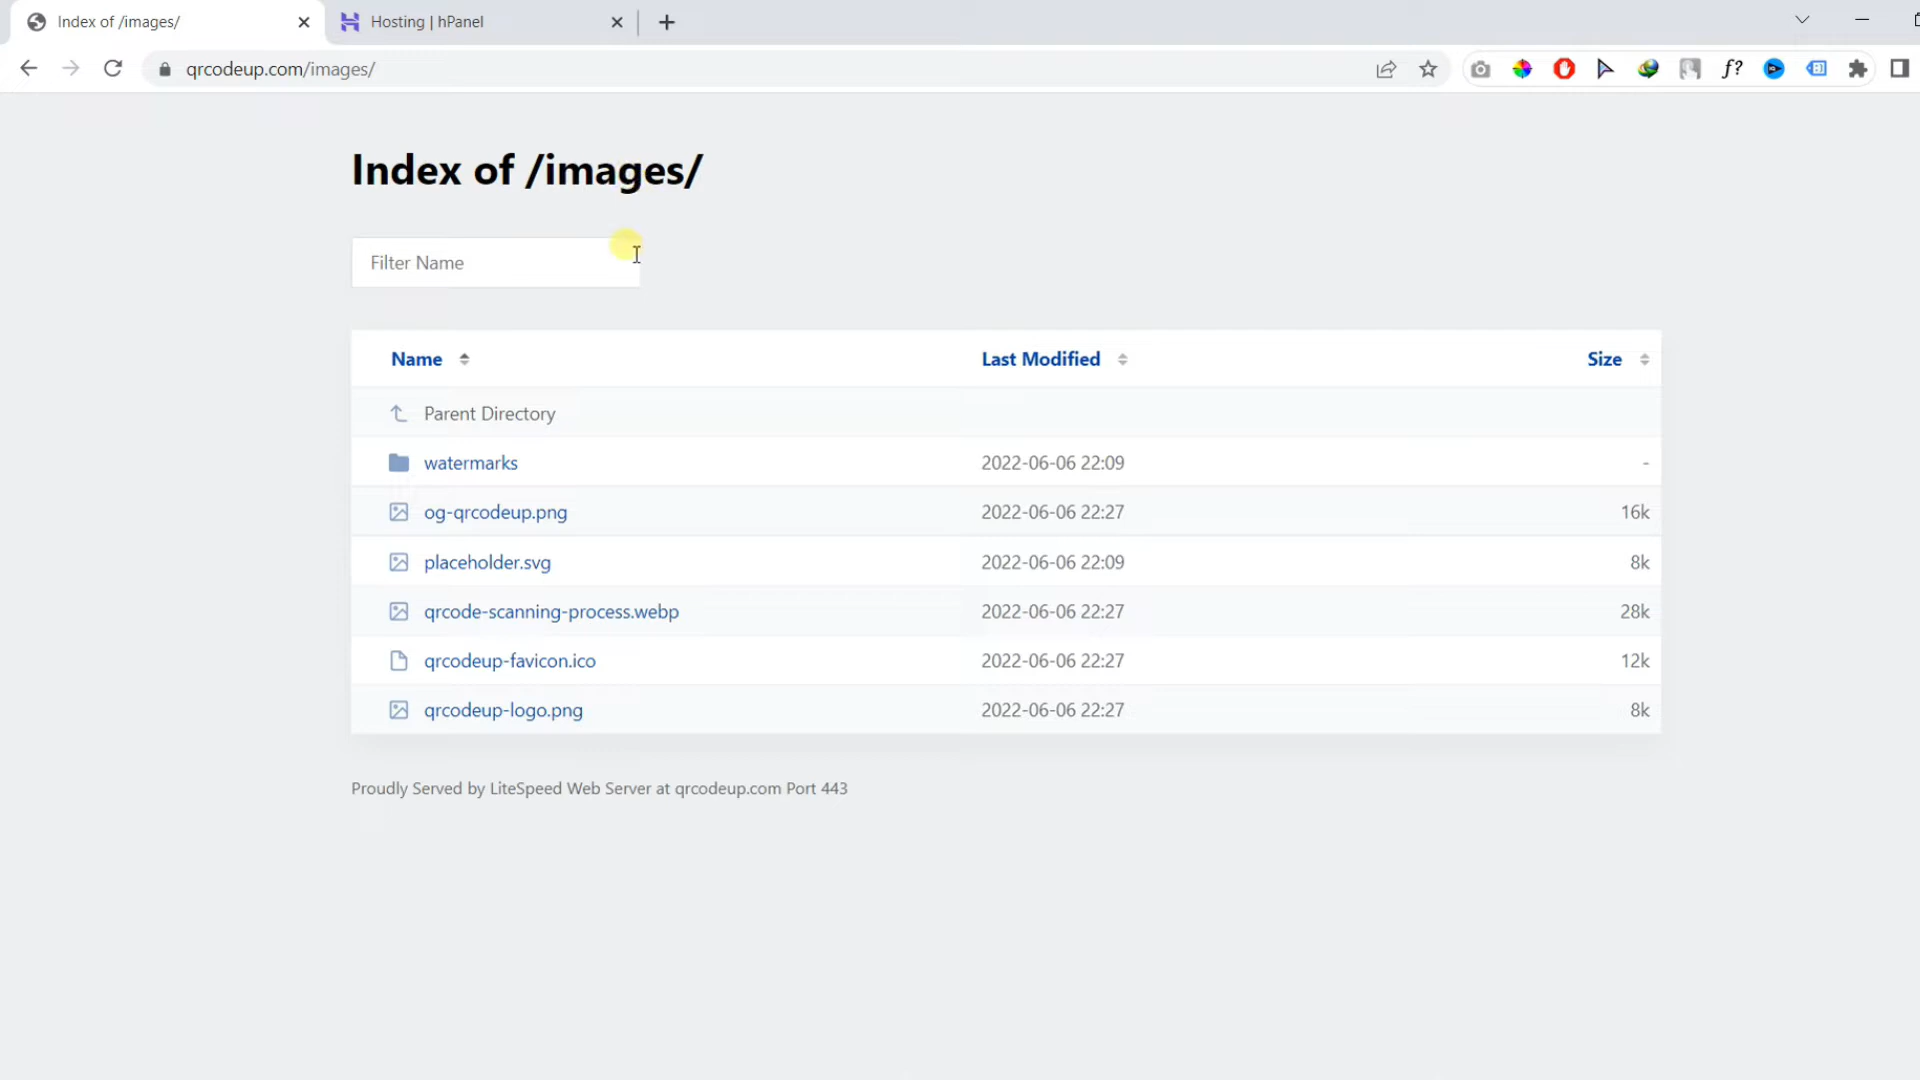 Index of /images/
Hosting | hPanel
qrcodeup.com/images/
f?
Index of /images/
Filter Name
Name Last Modified Size
Parent Directory
watermarks 2022-06-06 22:09 -
og-qrcodeup.png 2022-06-06 22:27 16k
placeholder.svg 2022-06-06 22:09 8k
qrcode-scanning-process.webp 2022-06-06 22:27 28k
qrcodeup-favicon.ico 2022-06-06 22:27 12k
qrcodeup-logo.png 2022-06-06 22:27 8k
Proudly Served by LiteSpeed Web Server at qrcodeup.com Port 443